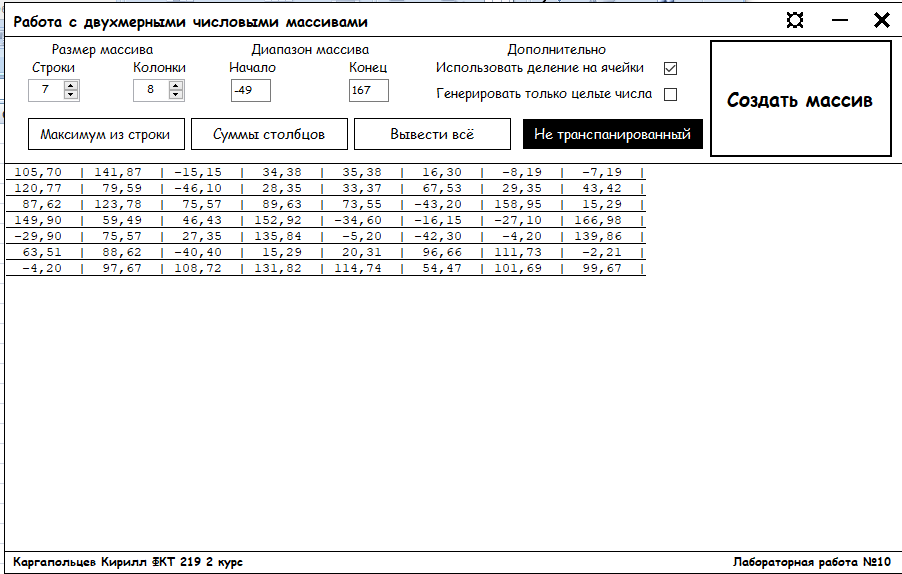 Работа с двухмерными числовыми массивами
Размер массива Диапазон массива Дополнительно
Строки Колонки Начало Конец Использовать деление на ячейки
7 8 -49 167 Генерировать только целые числа
Создать массив
Максимум из строки Суммы столбцов Вывести всё Не транспанированный
105,70 | 141,87 | -15,15 | 34,38 | 35,38 | 16,30 | -8,19 | -7,19 |
120,77 | 79,59 | -46,10 | 28,35 | 33,37 | 67,53 | 29,35 | 43,42 |
87,62 | 123,78 | 75,57 | 89,63 | 73,55 | -43,20 | 158,95 | 15,29 |
149,90 | 59,49 | 46,43 | 152,92 | -34,60 | -16,15 | -27,10 | 166,98 |
-29,90 | 75,57 | 27,35 | 135,84 | -5,20 | -42,30 | -4,20 | 139,86 |
63,51 | 88,62 | -40,40 | 15,29 | 20,31 | 96,66 | 111,73 | -2,21 |
-4,20 | 97,67 | 108,72 | 131,82 | 114,74 | 54,47 | 101,69 | 99,67 |
Каргапольцев Кирилл ФКТ 219 2 курс Лабораторная работа №10